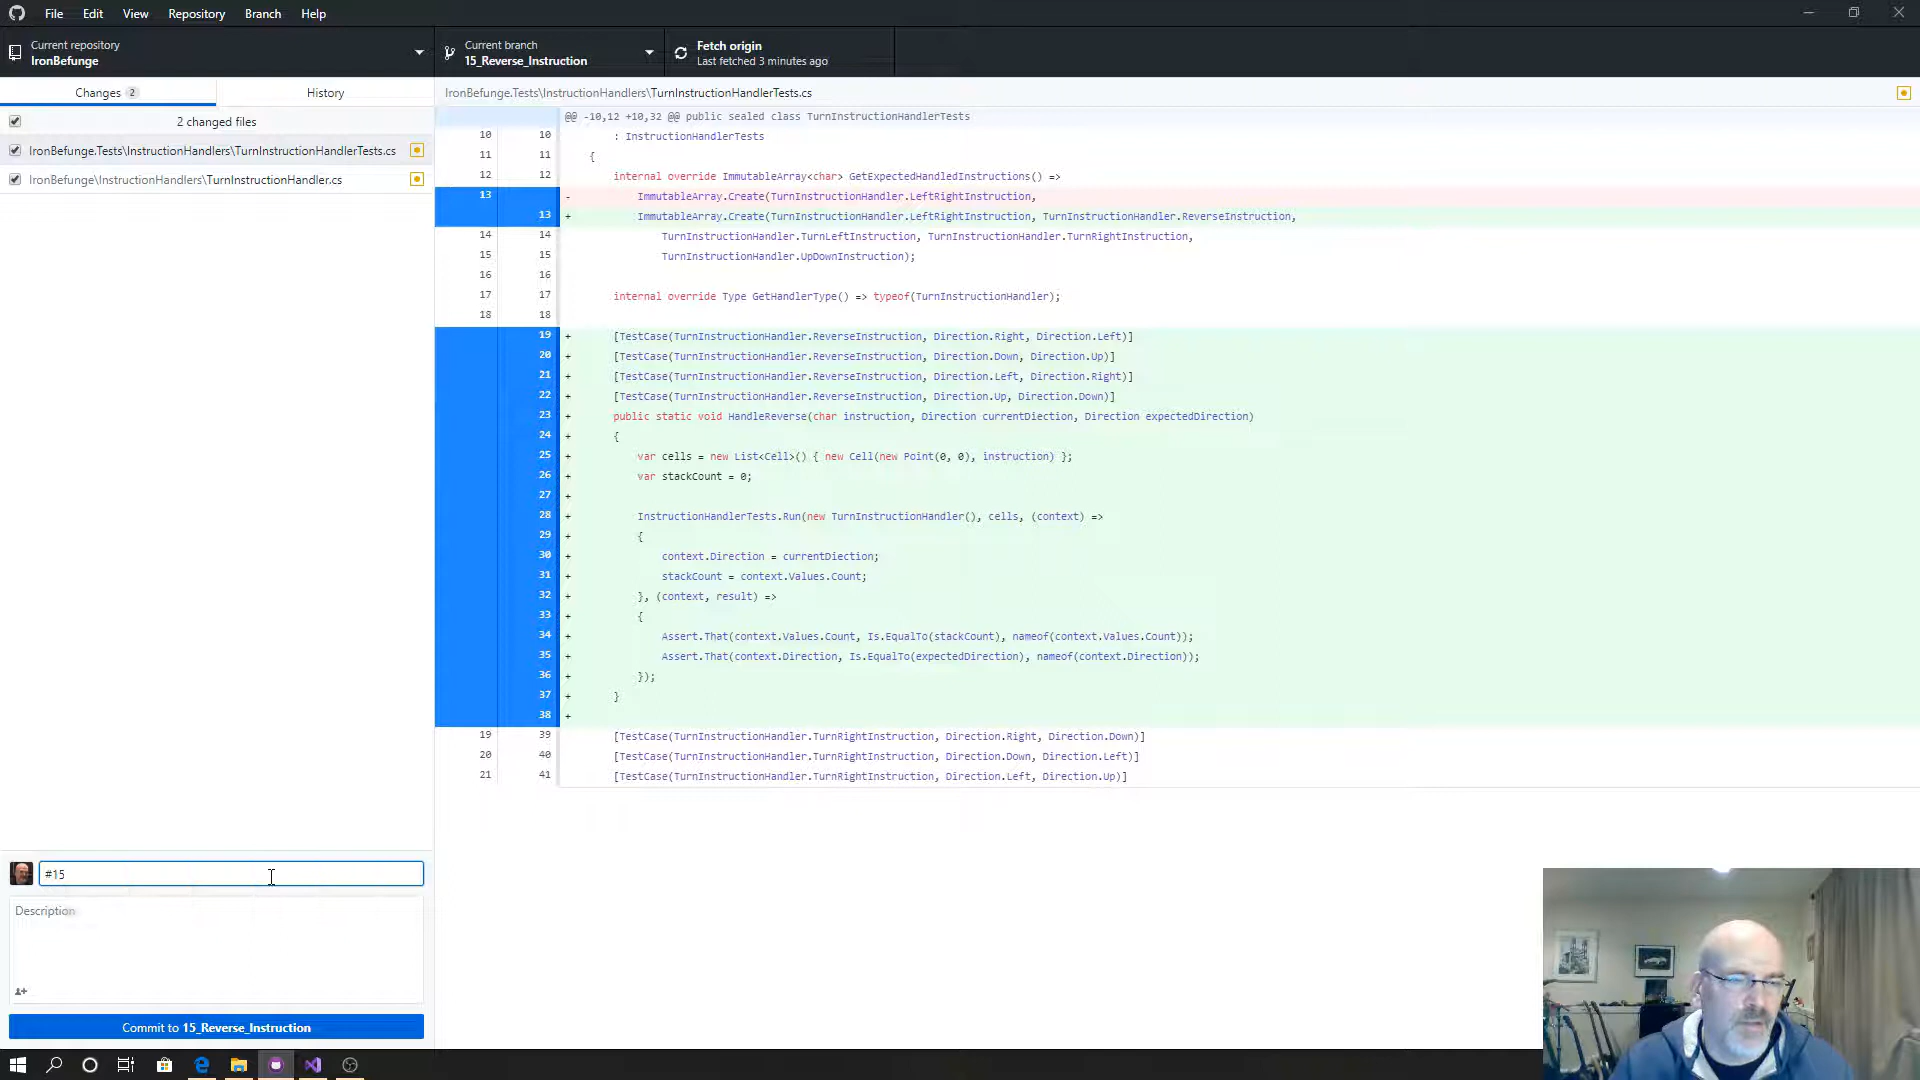 File Edit View Repository Branch Help
Current repository
IronBefunge
Current branch
15_Reverse_Instruction
Fetch origin
Last fetched 3 minutes ago
Changes 2
History
2 changed files
IronBefunge.Tests\InstructionHandlers\TurnInstructionHandlerTests.cs
IronBefunge\InstructionHandlers\TurnInstructionHandler.cs
IronBefunge.Tests\InstructionHandlers\TurnInstructionHandlerTests.cs
@@ -10,12 +10,32 @@ public sealed class TurnInstructionHandlerTests
10 10 : InstructionHandlerTests
11 11 {
12 12 internal override ImmutableArray<char> GetExpectedHandledInstructions() =>
13 - ImmutableArray.Create(TurnInstructionHandler.LeftRightInstruction,
13 + ImmutableArray.Create(TurnInstructionHandler.LeftRightInstruction, TurnInstructionHandler.ReverseInstruction,
14 14 TurnInstructionHandler.TurnLeftInstruction, TurnInstructionHandler.TurnRightInstruction,
15 15 TurnInstructionHandler.UpDownInstruction);
16 16
17 17 internal override Type GetHandlerType() => typeof(TurnInstructionHandler);
18 18
19 + [TestCase(TurnInstructionHandler.ReverseInstruction, Direction.Right, Direction.Left)]
20 + [TestCase(TurnInstructionHandler.ReverseInstruction, Direction.Down, Direction.Up)]
21 + [TestCase(TurnInstructionHandler.ReverseInstruction, Direction.Left, Direction.Right)]
22 + [TestCase(TurnInstructionHandler.ReverseInstruction, Direction.Up, Direction.Down)]
23 + public static void HandleReverse(char instruction, Direction currentDiection, Direction expectedDirection)
24 + {
25 + var cells = new List<Cell>() { new Cell(new Point(0, 0), instruction) };
26 + var stackCount = 0;
27 +
28 + InstructionHandlerTests.Run(new TurnInstructionHandler(), cells, (context) =>
29 + {
30 + context.Direction = currentDiection;
31 + stackCount = context.Values.Count;
32 + }, (context, result) =>
33 + {
34 + Assert.That(context.Values.Count, Is.EqualTo(stackCount), nameof(context.Values.Count));
35 + Assert.That(context.Direction, Is.EqualTo(expectedDirection), nameof(context.Direction));
36 + });
37 + }
38 +
19 39 [TestCase(TurnInstructionHandler.TurnRightInstruction, Direction.Right, Direction.Down)]
20 40 [TestCase(TurnInstructionHandler.TurnRightInstruction, Direction.Down, Direction.Left)]
21 41 [TestCase(TurnInstructionHandler.TurnRightInstruction, Direction.Left, Direction.Up)]
#15
Description
Commit to 15_Reverse_Instruction